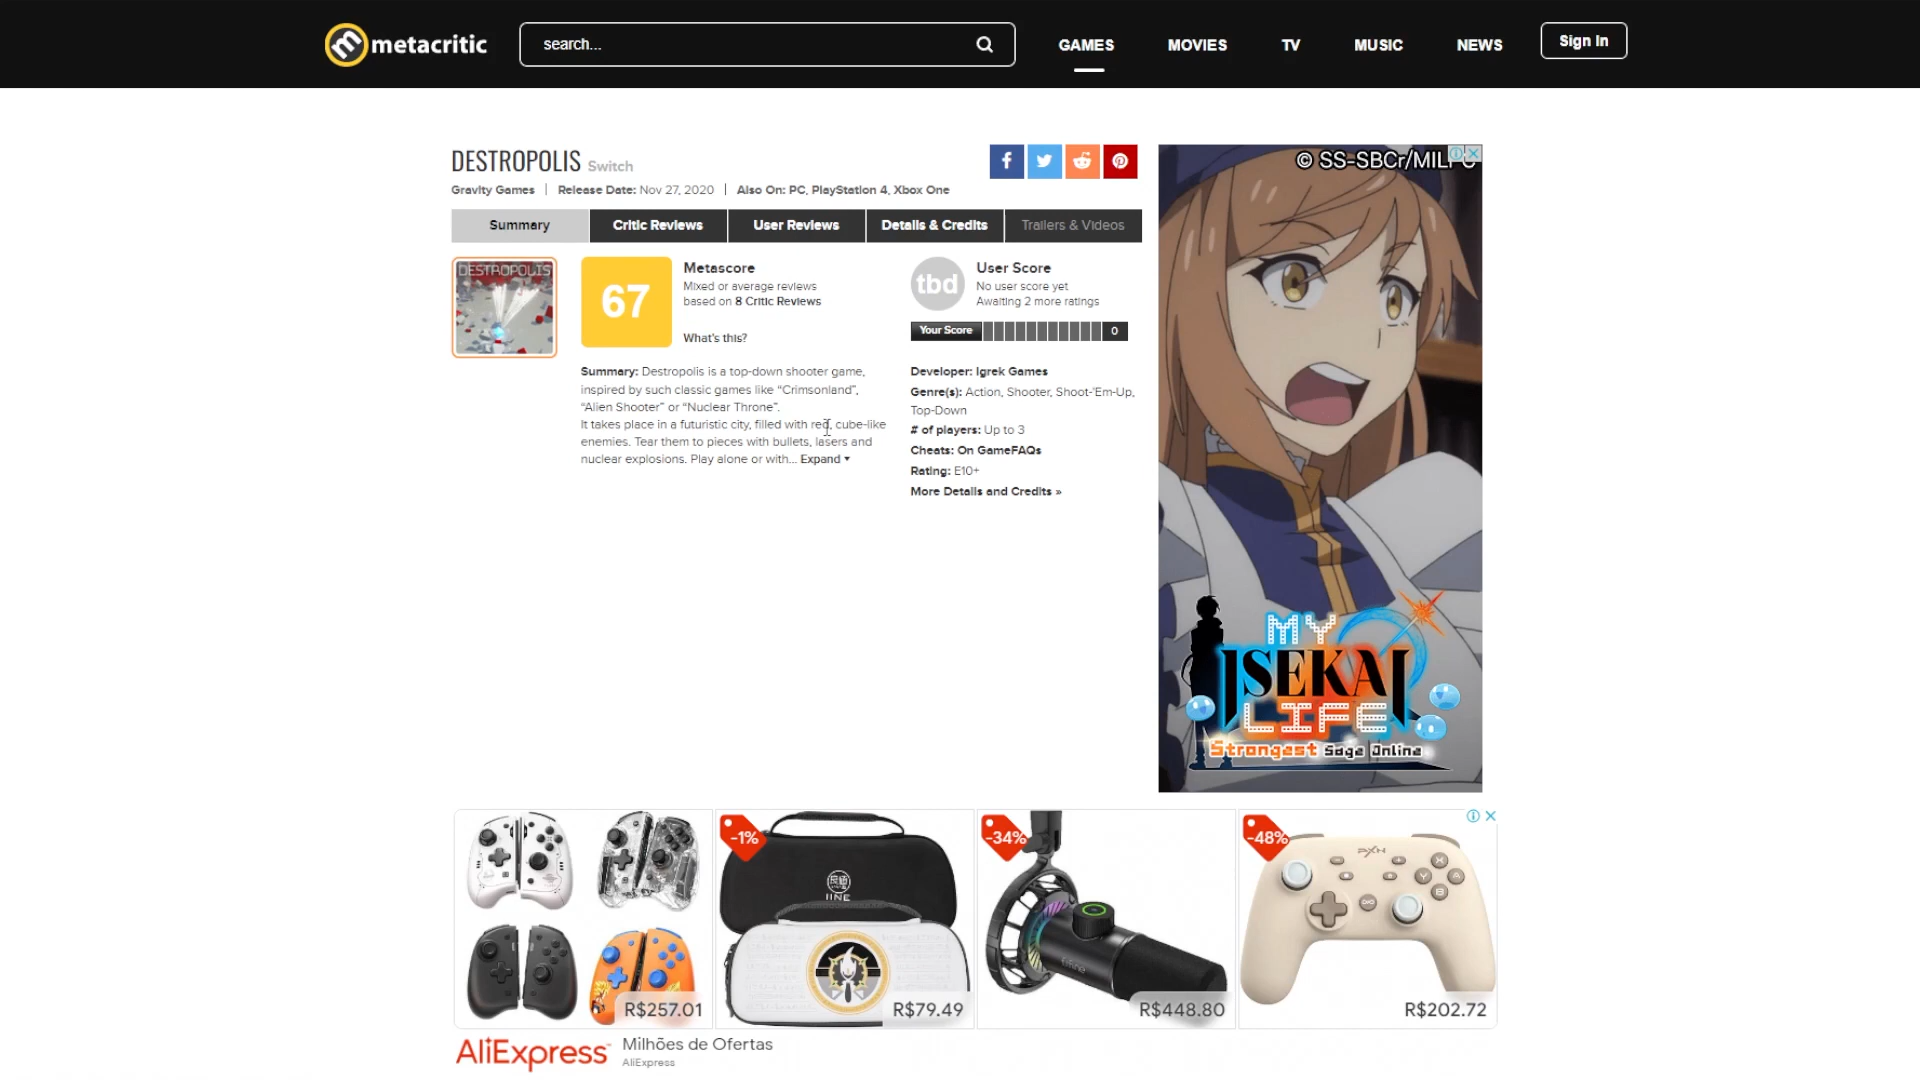 metacritic
search...
GAMES
MOVIES
TV
MUSIC
NEWS
Sign In
DESTROPOLIS Switch
Gravity Games | Release Date: Nov 27, 2020 | Also On: PC, PlayStation 4, Xbox One
Summary
Critic Reviews
User Reviews
Details & Credits
Trailers & Videos
DESTROPOLIS
67
Metascore
Mixed or average reviews
based on 8 Critic Reviews
What's this?
tbd
User Score
No user score yet
Awaiting 2 more ratings
Your Score
0
Summary: Destropolis is a top-down shooter game,
inspired by such classic games like “Crimsonland”,
“Alien Shooter” or “Nuclear Throne”.
It takes place in a futuristic city, filled with red, cube-like
enemies. Tear them to pieces with bullets, lasers and
nuclear explosions. Play alone or with... Expand
Developer: Igrek Games
Genre(s): Action, Shooter, Shoot-'Em-Up,
Top-Down
# of players: Up to 3
Cheats: On GameFAQs
Rating: E10+
More Details and Credits »
© SS-SBCr/MILPC
MY
ISEKAI
LIFE
Strongest Sage Online
R$257.01
-1%
IINE
R$79.49
-34%
fifine
R$448.80
-48%
PXN
X
Y
A
B
R$202.72
AliExpress
Milhões de Ofertas
AliExpress